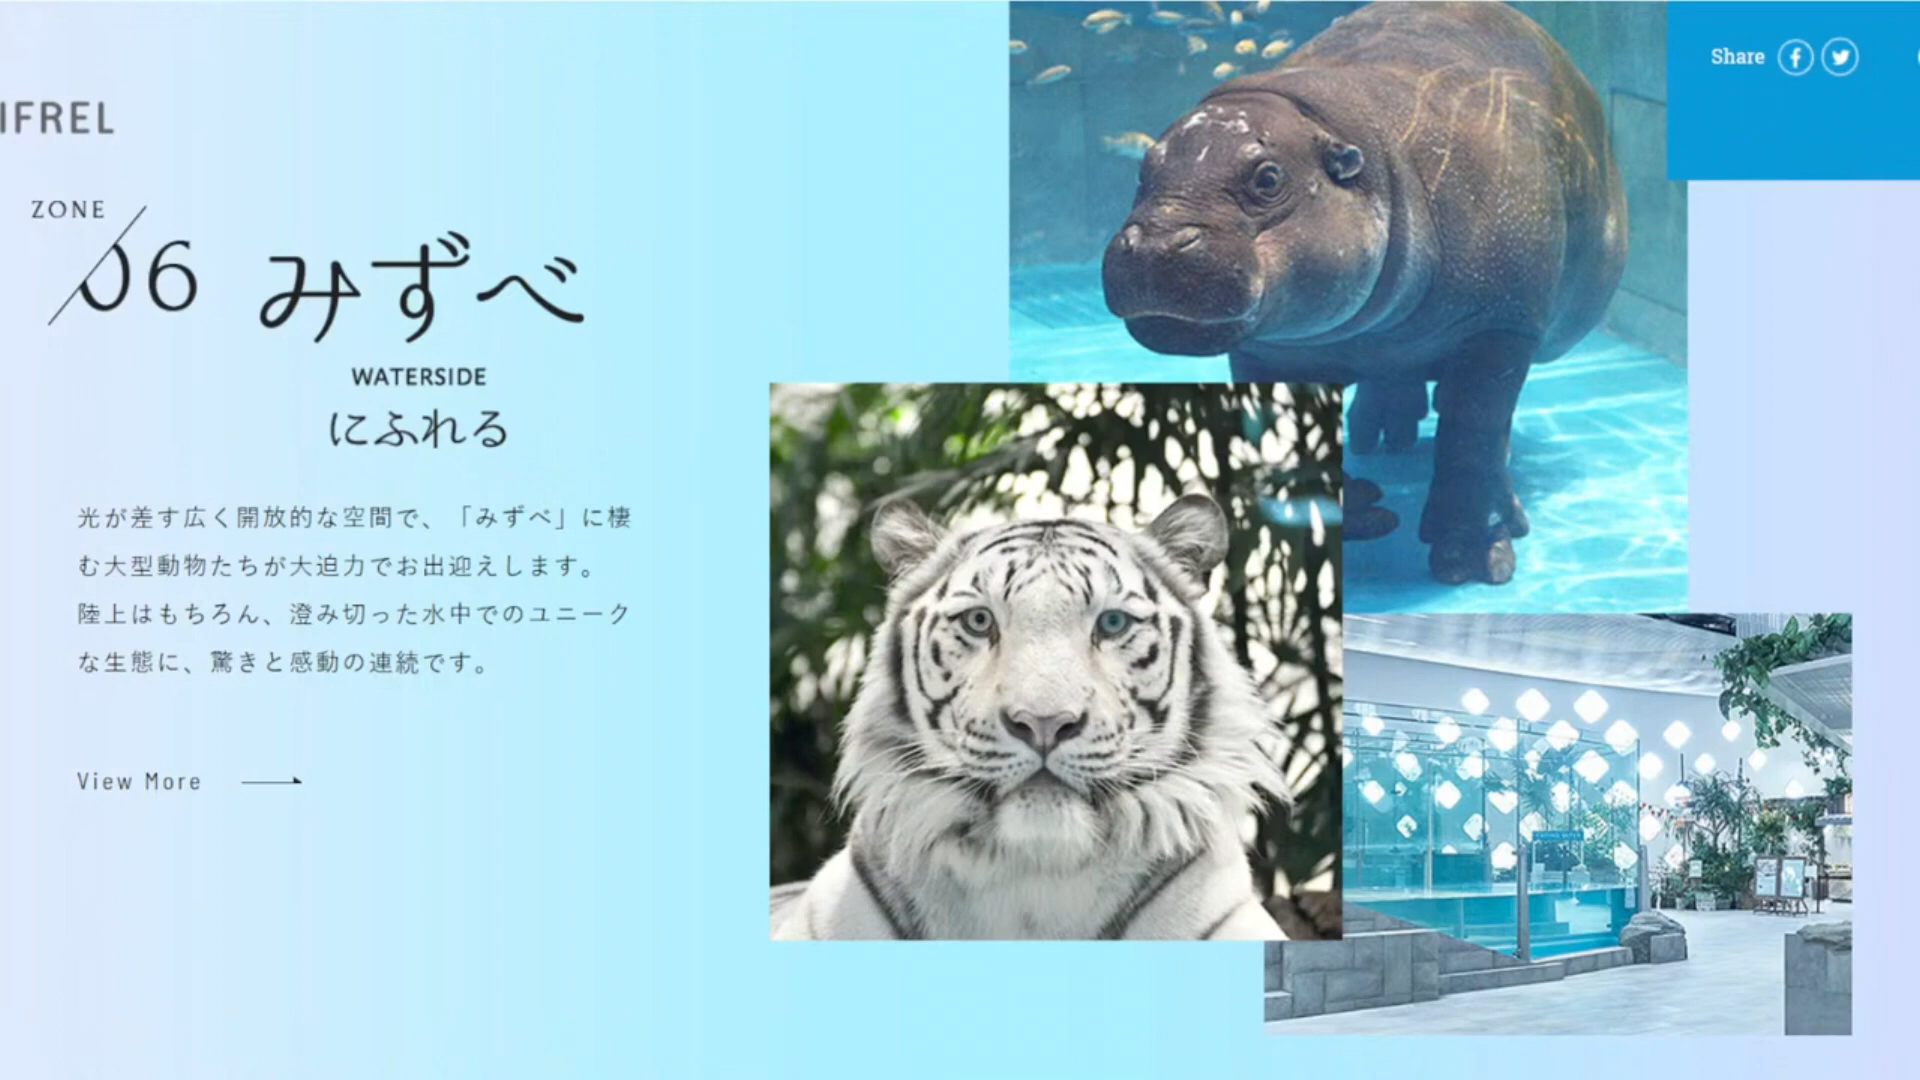 IFREL
Share
ZONE
06 みずべ
WATERSIDE
にふれる
光が差す広く開放的な空間で、「みずべ」に棲
む大型動物たちが大迫力でお出迎えします。
陸上はもちろん、澄み切った水中でのユニーク
な生態に、驚きと感動の連続です。
View More